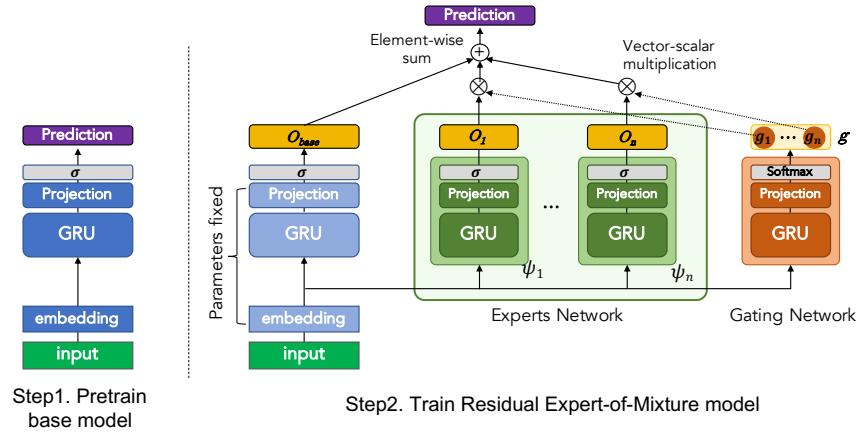 Prediction
σ
Projection
GRU
embedding
input
Step1. Pretrain
base model
Prediction
Element-wise
sum
+
Vector-scalar
multiplication
×
×
O_base
O_1
O_n
g_1 ... g_n
g
σ
σ
σ
Softmax
Projection
Projection
Projection
Projection
GRU
GRU
...
GRU
GRU
Parameters fixed
ψ_1
ψ_n
embedding
Experts Network
Gating Network
input
Step2. Train Residual Expert-of-Mixture model